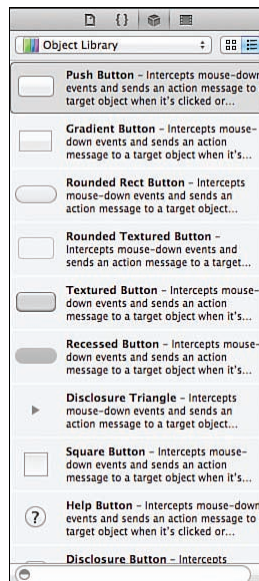 { }
Object Library
Push Button – Intercepts mouse-down
events and sends an action message to
target object when it's clicked or...
Gradient Button – Intercepts mouse-
down events and sends an action
message to a target object when it's...
Rounded Rect Button – Intercepts
mouse-down events and sends an
action message to a target object...
Rounded Textured Button –
Intercepts mouse-down events and
sends an action message to a target...
Textured Button – Intercepts mouse-
down events and sends an action
message to a target object when it's...
Recessed Button – Intercepts mouse-
down events and sends an action
message to a target object when it's...
Disclosure Triangle – Intercepts
mouse-down events and sends an
action message to a target object...
Square Button – Intercepts mouse-
down events and sends an action
message to a target object when it's...
?
Help Button – Intercepts mouse-down
events and sends an action message to
target object when it's clicked or...
Disclosure Button – Intercepts